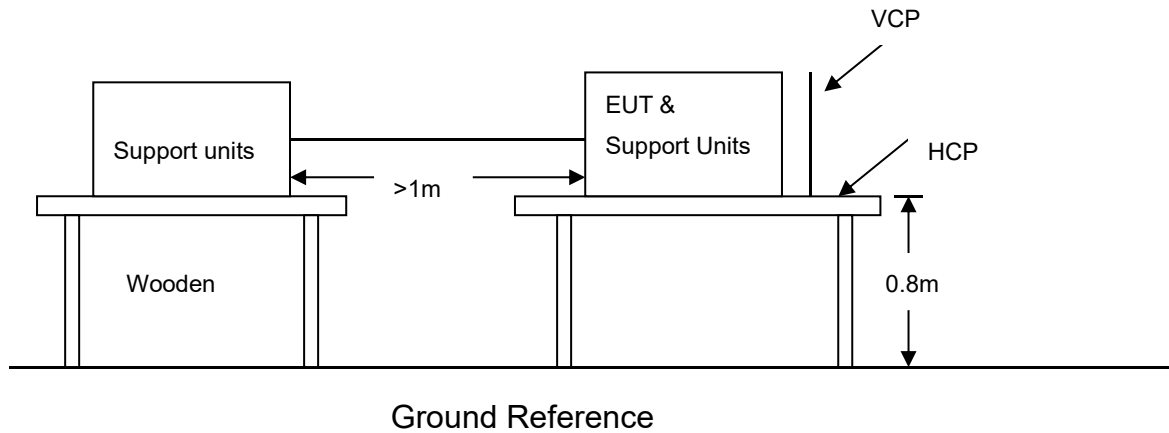 VCP
EUT &
Support Units
Support units
HCP
>1m
Wooden
0.8m
Ground Reference